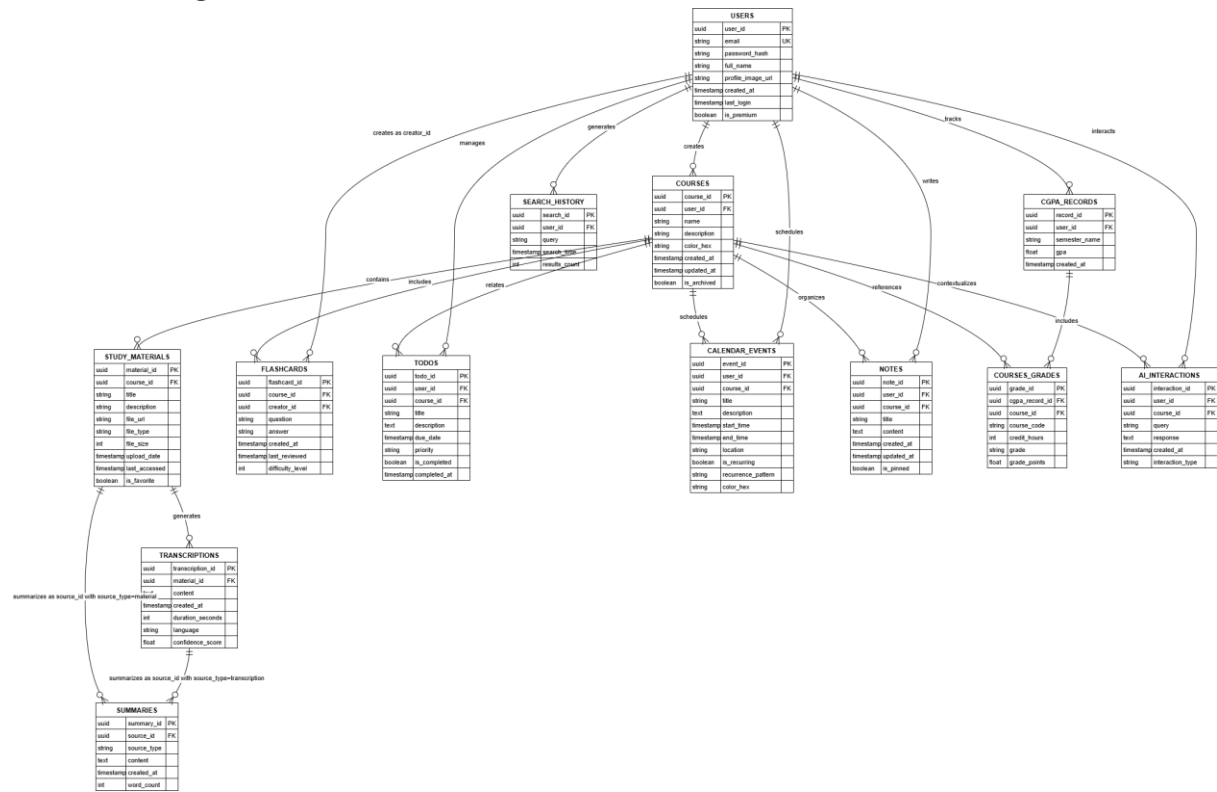 USERS
uuid user_id PK
string email UK
string password_hash
string full_name
string profile_image_url
timestamp created_at
timestamp last_login
boolean is_premium
creates as creator_id
manages
generates
creates
tracks
interacts
writes
schedules
SEARCH_HISTORY
uuid search_id PK
uuid user_id FK
string query
timestamp search_time
int results_count
COURSES
uuid course_id PK
uuid user_id FK
string name
string description
string color_hex
timestamp created_at
timestamp updated_at
boolean is_archived
CGPA_RECORDS
uuid record_id PK
uuid user_id FK
string semester_name
float gpa
timestamp created_at
contains
includes
relates
schedules
organizes
references
contextualizes
includes
STUDY_MATERIALS
uuid material_id PK
uuid course_id FK
string title
string description
string file_url
string file_type
int file_size
timestamp upload_date
timestamp last_accessed
boolean is_favorite
FLASHCARDS
uuid flashcard_id PK
uuid course_id FK
uuid creator_id FK
string question
string answer
timestamp created_at
timestamp last_reviewed
int difficulty_level
TODOS
uuid todo_id PK
uuid user_id FK
uuid course_id FK
string title
text description
timestamp due_date
string priority
boolean is_completed
timestamp completed_at
CALENDAR_EVENTS
uuid event_id PK
uuid user_id FK
uuid course_id FK
string title
text description
timestamp start_time
timestamp end_time
string location
boolean is_recurring
string recurrence_pattern
string color_hex
NOTES
uuid note_id PK
uuid user_id FK
uuid course_id FK
string title
text content
timestamp created_at
timestamp updated_at
boolean is_pinned
COURSES_GRADES
uuid grade_id PK
uuid cgpa_record_id FK
uuid course_id FK
string course_code
int credit_hours
string grade
float grade_points
AI_INTERACTIONS
uuid interaction_id PK
uuid user_id FK
uuid course_id FK
string query
text response
timestamp created_at
string interaction_type
generates
TRANSCRIPTIONS
uuid transcription_id PK
uuid material_id FK
text content
timestamp created_at
int duration_seconds
string language
float confidence_score
summarizes as source_id with source_type=material
summarizes as source_id with source_type=transcription
SUMMARIES
uuid summary_id PK
uuid source_id FK
string source_type
text content
timestamp created_at
int word_count